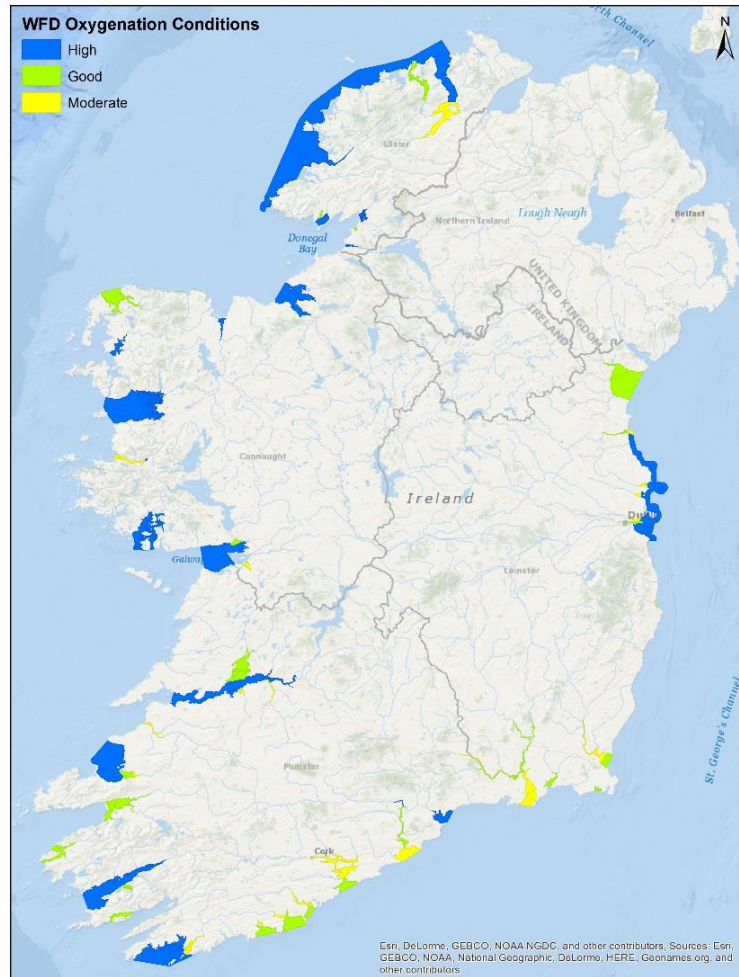 WFD Oxygenation Conditions
High
Good
Moderate
N
North Channel
Ulster
Northern Ireland
Lough Neagh
Belfast
Donegal
Bay
UNITED KINGDOM
IRELAND
Connaught
Ireland
Leinster
St. George's Channel
Munster
Cork
Esri, DeLorme, GEBCO, NOAA NGDC, and other contributors, Sources: Esri,
GEBCO, NOAA, National Geographic, DeLorme, HERE, Geonames.org, and
other contributors